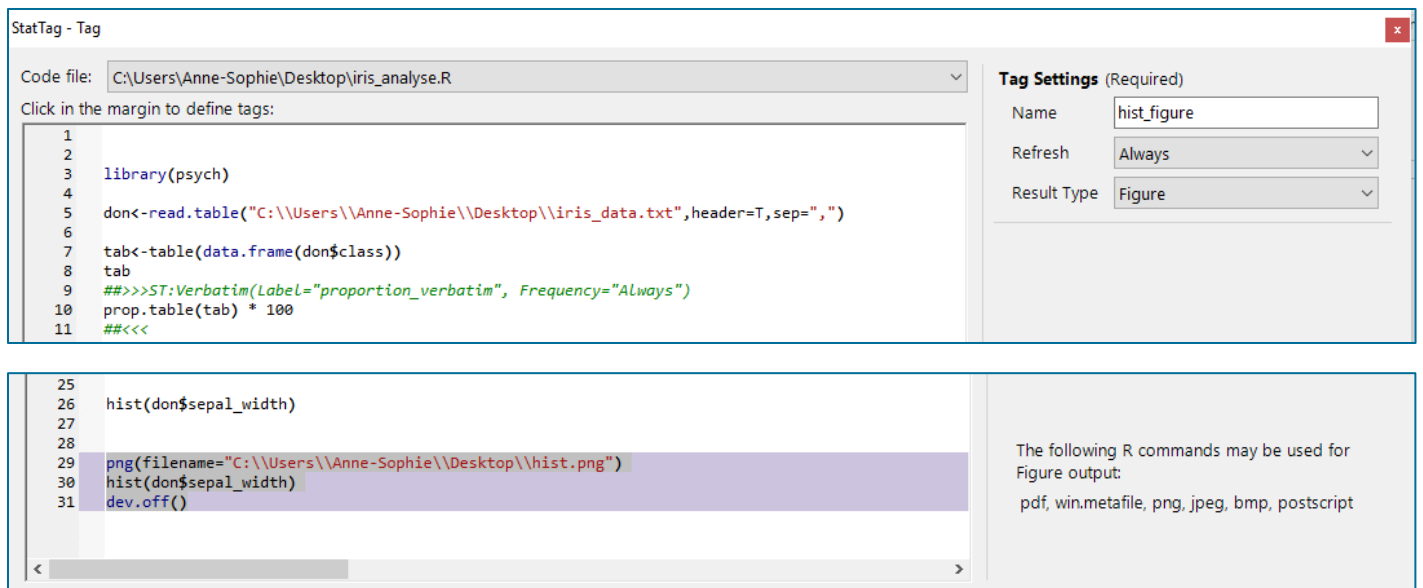 StatTag - Tag
x
Code file: C:\Users\Anne-Sophie\Desktop\iris_analyse.R
Click in the margin to define tags:
1
2
3 library(psych)
4
5 don<-read.table("C:\\Users\\Anne-Sophie\\Desktop\\iris_data.txt",header=T,sep=",")
6
7 tab<-table(data.frame(don$class))
8 tab
9 ##>>>ST:Verbatim(Label="proportion_verbatim", Frequency="Always")
10 prop.table(tab) * 100
11 ##<<<
Tag Settings (Required)
Name hist_figure
Refresh Always
Result Type Figure
25
26 hist(don$sepal_width)
27
28
29 png(filename="C:\\Users\\Anne-Sophie\\Desktop\\hist.png")
30 hist(don$sepal_width)
31 dev.off()
The following R commands may be used for
Figure output:
pdf, win.metafile, png, jpeg, bmp, postscript